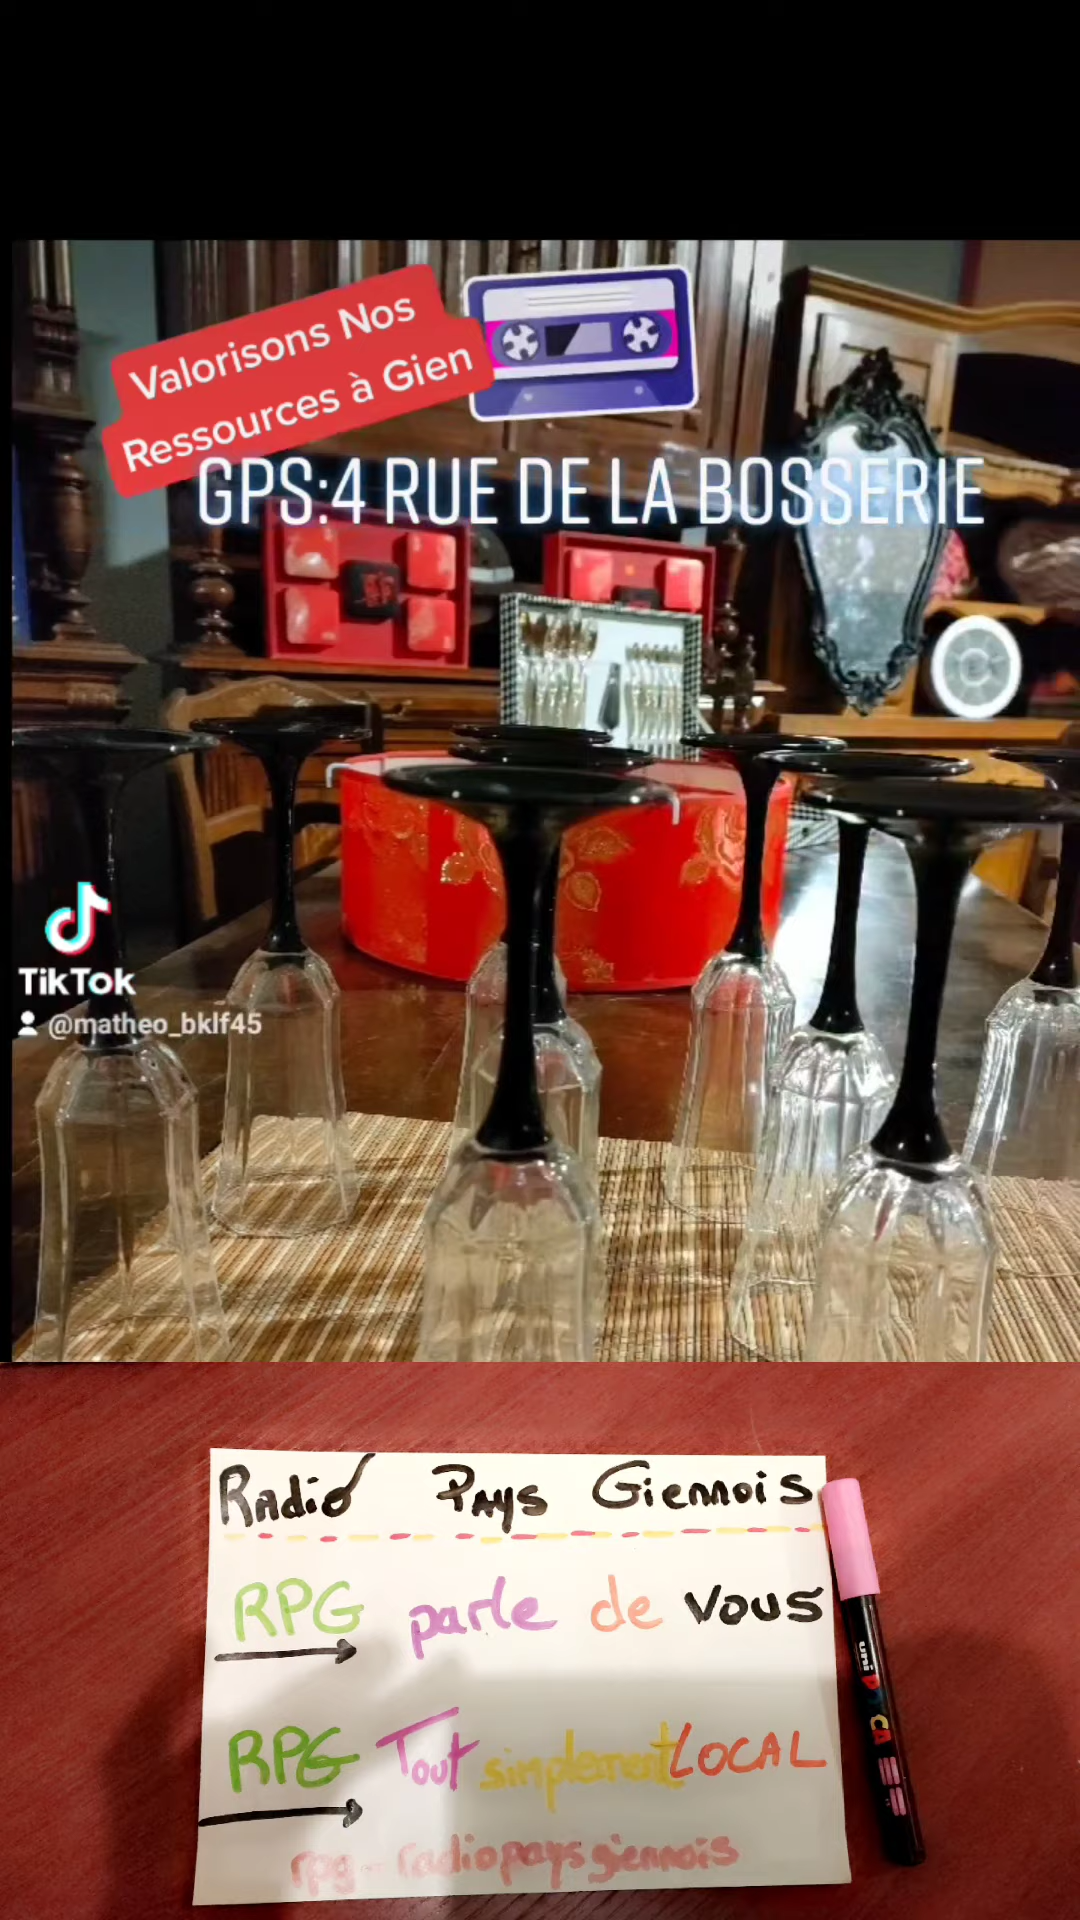 Valorisons Nos
Ressources à Gien
GPS:4 RUE DE LA BOSSERIE
TikTok
@matheo_bklf45
Radio Pays Giennois
RPG parle de vous
RPG Tout simplement LOCAL
rpg-radiopaysgiennois
uni POSCA